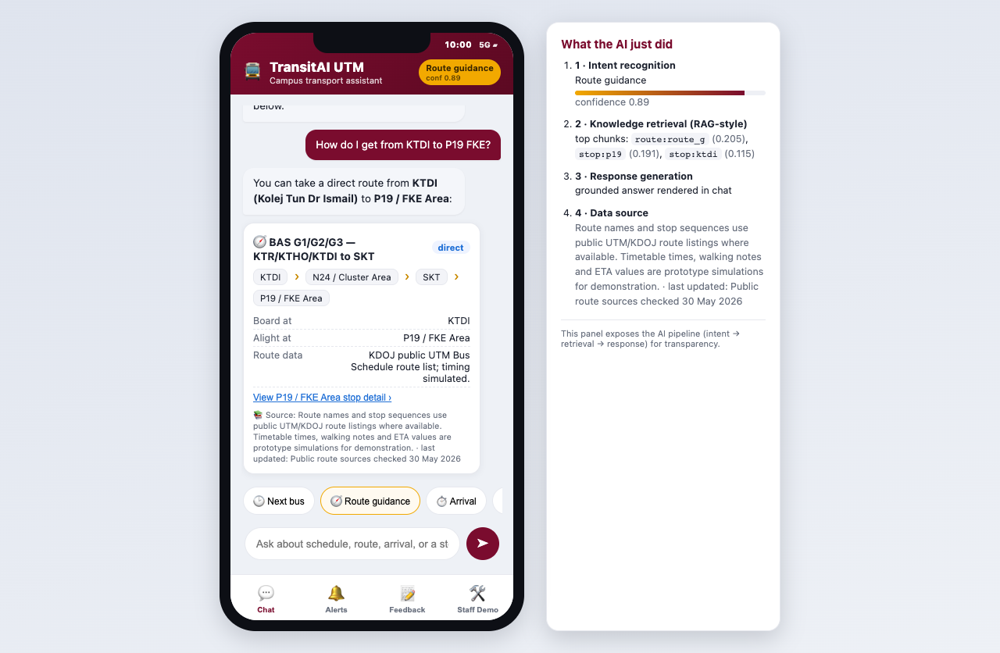 10:00 5G
TransitAI UTM
Campus transport assistant
Route guidance
conf 0.89
below.
How do I get from KTDI to P19 FKE?
You can take a direct route from KTDI
(Kolej Tun Dr Ismail) to P19 / FKE Area:
BAS G1/G2/G3 —
KTR/KTHO/KTDI to SKT
direct
KTDI › N24 / Cluster Area › SKT ›
P19 / FKE Area
Board at KTDI
Alight at P19 / FKE Area
Route data KDOJ public UTM Bus
Schedule route list; timing
simulated.
View P19 / FKE Area stop detail ›
Source: Route names and stop sequences use
public UTM/KDOJ route listings where available.
Timetable times, walking notes and ETA values are
prototype simulations for demonstration. · last
updated: Public route sources checked 30 May 2026
Next bus Route guidance Arrival
Ask about schedule, route, arrival, or a st
Chat Alerts Feedback Staff Demo
What the AI just did
1. 1 · Intent recognition
Route guidance
confidence 0.89
2. 2 · Knowledge retrieval (RAG-style)
top chunks: route:route_g (0.205),
stop:p19 (0.191), stop:ktdi (0.115)
3. 3 · Response generation
grounded answer rendered in chat
4. 4 · Data source
Route names and stop sequences use
public UTM/KDOJ route listings where
available. Timetable times, walking notes
and ETA values are prototype simulations
for demonstration. · last updated: Public
route sources checked 30 May 2026
This panel exposes the AI pipeline (intent →
retrieval → response) for transparency.